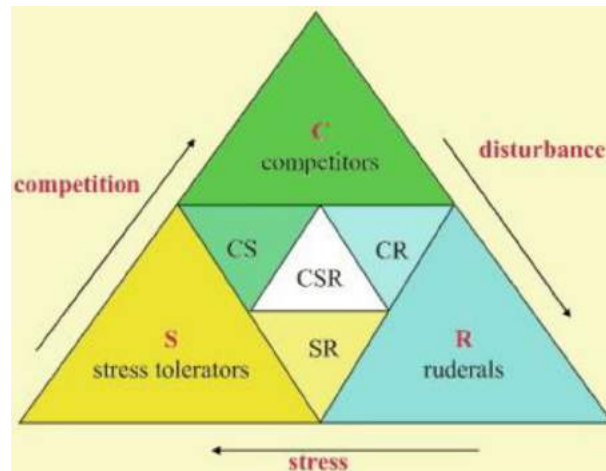 C
competitors
competition
disturbance
CS
CSR
CR
S
stress tolerators
SR
R
ruderals
stress